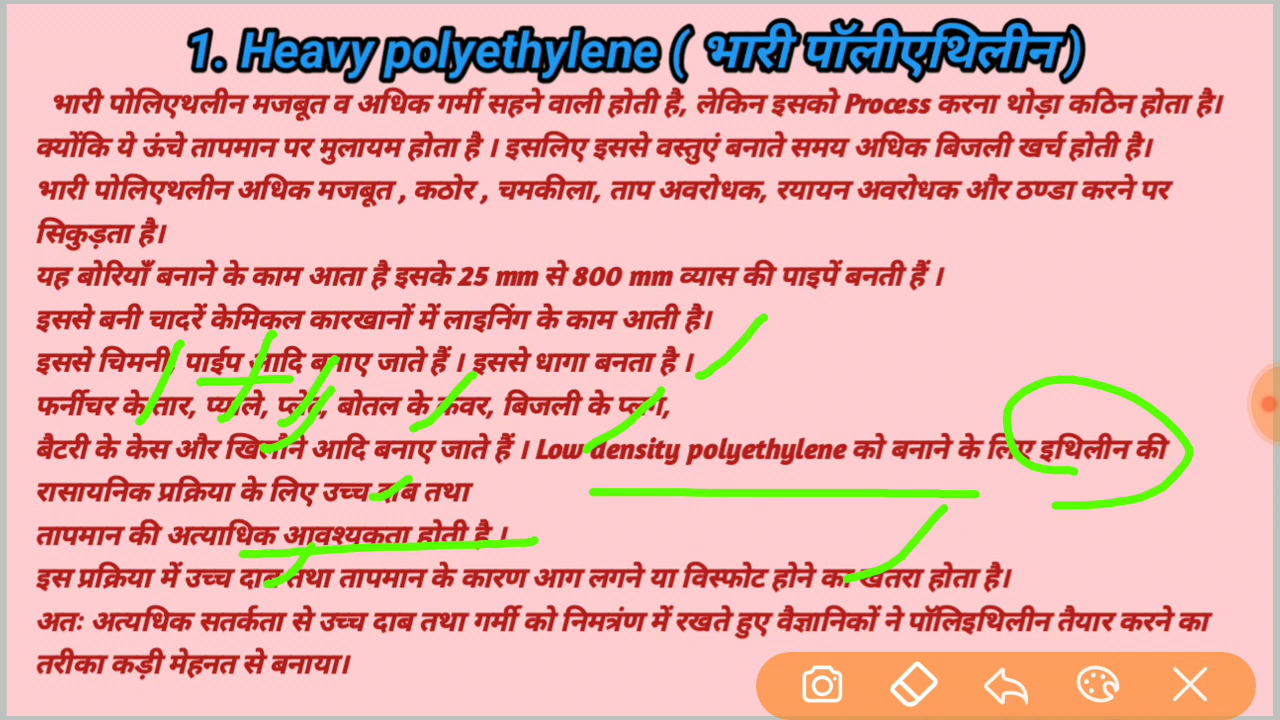 1. Heavy polyethylene ( भारी पॉलीएथिलीन )
भारी पोलिएथलीन मजबूत व अधिक गर्मी सहने वाली होती है, लेकिन इसको Process करना थोड़ा कठिन होता है।
क्योंकि ये ऊंचे तापमान पर मुलायम होता है । इसलिए इससे वस्तुएं बनाते समय अधिक बिजली खर्च होती है।
भारी पोलिएथलीन अधिक मजबूत , कठोर , चमकीला, ताप अवरोधक, रयायन अवरोधक और ठण्डा करने पर
सिकुड़ता है।
यह बोरियाँ बनाने के काम आता है इसके 25 mm से 800 mm व्यास की पाइपें बनती हैं ।
इससे बनी चादरें केमिकल कारखानों में लाइनिंग के काम आती है।
इससे चिमनी, पाईप आदि बनाए जाते हैं । इससे धागा बनता है ।
फर्नीचर के तार, प्याले, प्लेट, बोतल के कवर, बिजली के प्लग,
बैटरी के केस और खिलौने आदि बनाए जाते हैं । Low density polyethylene को बनाने के लिए इथिलीन की
रासायनिक प्रक्रिया के लिए उच्च दाब तथा
तापमान की अत्याधिक आवश्यकता होती है ।
इस प्रक्रिया में उच्च दाब तथा तापमान के कारण आग लगने या विस्फोट होने का खतरा होता है।
अतः अत्यधिक सतर्कता से उच्च दाब तथा गर्मी को निमत्रंण में रखते हुए वैज्ञानिकों ने पॉलिइथिलीन तैयार करने का
तरीका कड़ी मेहनत से बनाया।